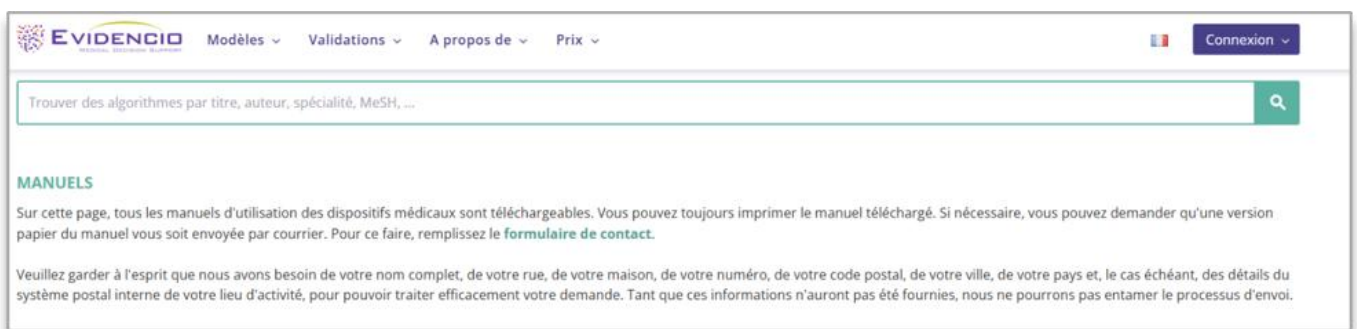 EVIDENCIO
MEDICAL DECISION SUPPORT
Modèles
Validations
A propos de
Prix
Connexion
Trouver des algorithmes par titre, auteur, spécialité, MeSH, ...
MANUELS
Sur cette page, tous les manuels d'utilisation des dispositifs médicaux sont téléchargeables. Vous pouvez toujours imprimer le manuel téléchargé. Si nécessaire, vous pouvez demander qu'une version
papier du manuel vous soit envoyée par courrier. Pour ce faire, remplissez le formulaire de contact.
Veuillez garder à l'esprit que nous avons besoin de votre nom complet, de votre rue, de votre maison, de votre numéro, de votre code postal, de votre ville, de votre pays et, le cas échéant, des détails du
système postal interne de votre lieu d'activité, pour pouvoir traiter efficacement votre demande. Tant que ces informations n'auront pas été fournies, nous ne pourrons pas entamer le processus d'envoi.